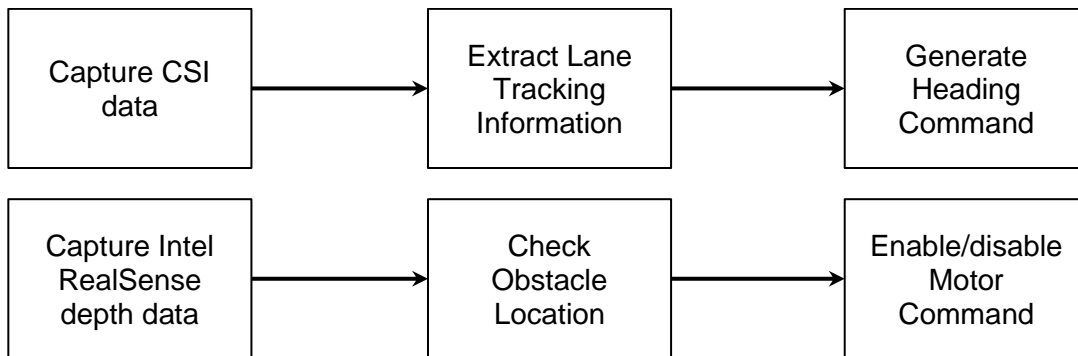 Capture CSI
data
Extract Lane
Tracking
Information
Generate
Heading
Command
Capture Intel
RealSense
depth data
Check
Obstacle
Location
Enable/disable
Motor
Command